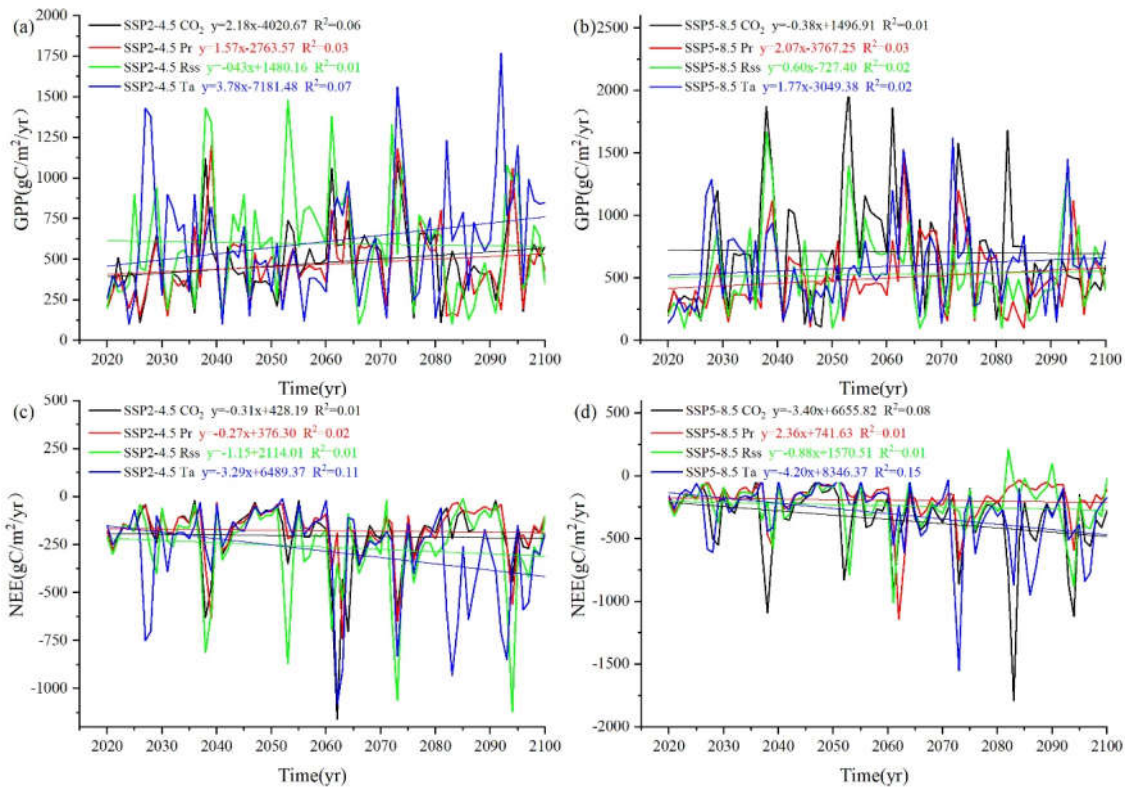 (a)
SSP2-4.5 CO₂ y=2.18x-4020.67 R²=0.06
SSP2-4.5 Pr y=1.57x-2763.57 R²=0.03
SSP2-4.5 Rss y=-043x+1480.16 R²=0.01
SSP2-4.5 Ta y=3.78x-7181.48 R²=0.07
GPP(gC/m²/yr)
2000
1750
1500
1250
1000
750
500
250
0
2020 2030 2040 2050 2060 2070 2080 2090 2100
Time(yr)
(b)
SSP5-8.5 CO₂ y=-0.38x+1496.91 R²=0.01
SSP5-8.5 Pr y=2.07x-3767.25 R²=0.03
SSP5-8.5 Rss y=0.60x-727.40 R²=0.02
SSP5-8.5 Ta y=1.77x-3049.38 R²=0.02
GPP(gC/m²/yr)
2500
2000
1500
1000
500
0
2020 2030 2040 2050 2060 2070 2080 2090 2100
Time(yr)
(c)
SSP2-4.5 CO₂ y=-0.31x+428.19 R²=0.01
SSP2-4.5 Pr y=-0.27x+376.30 R²=0.02
SSP2-4.5 Rss y=-1.15+2114.01 R²=0.01
SSP2-4.5 Ta y=-3.29x+6489.37 R²=0.11
NEE(gC/m²/yr)
500
250
0
-250
-500
-750
-1000
2020 2030 2040 2050 2060 2070 2080 2090 2100
Time(yr)
(d)
SSP5-8.5 CO₂ y=-3.40x+6655.82 R²=0.08
SSP5-8.5 Pr y=2.36x+741.63 R²=0.01
SSP5-8.5 Rss y=-0.88x+1570.51 R²=0.01
SSP5-8.5 Ta y=-4.20x+8346.37 R²=0.15
NEE(gC/m²/yr)
500
0
-500
-1000
-1500
-2000
2020 2030 2040 2050 2060 2070 2080 2090 2100
Time(yr)